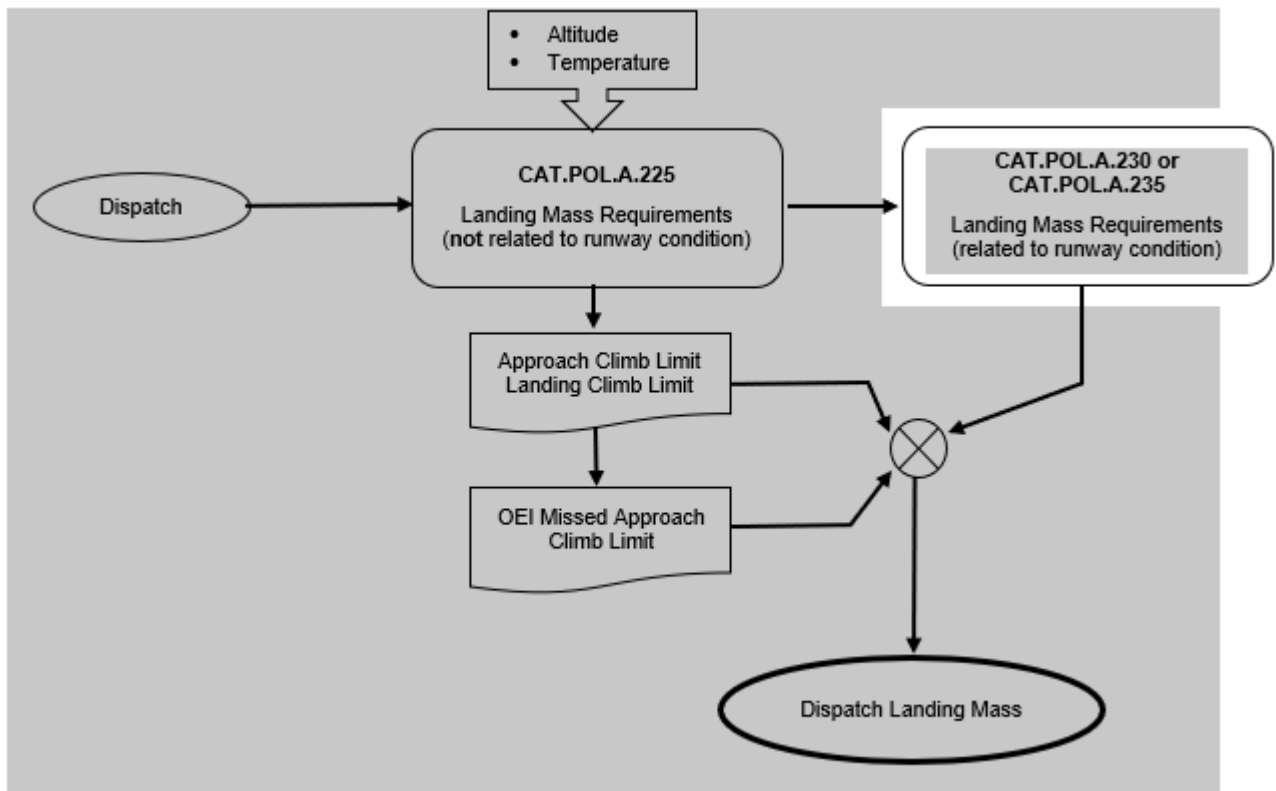 • Altitude
• Temperature
CAT.POL.A.225
Landing Mass Requirements
(not related to runway condition)
CAT.POL.A.230 or
CAT.POL.A.235
Landing Mass Requirements
(related to runway condition)
Dispatch
Approach Climb Limit
Landing Climb Limit
OEI Missed Approach
Climb Limit
Dispatch Landing Mass